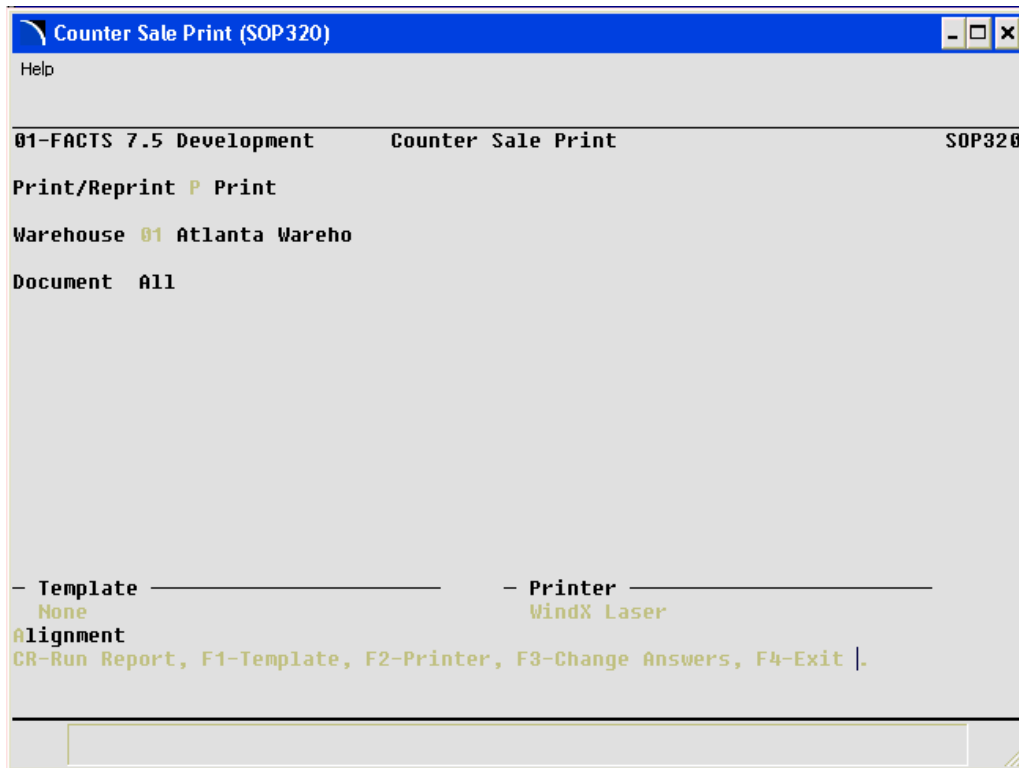 Counter Sale Print (SOP320)
Help
01-FACTS 7.5 Development Counter Sale Print SOP320
Print/Reprint P Print
Warehouse 01 Atlanta Wareho
Document All
Template Printer
None WindX Laser
Alignment
CR-Run Report, F1-Template, F2-Printer, F3-Change Answers, F4-Exit .